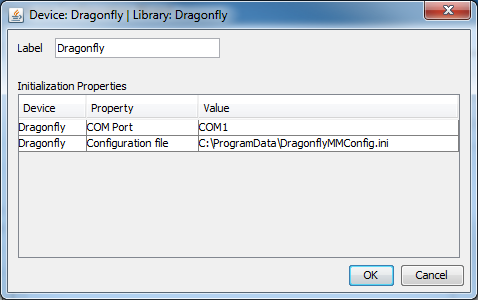 Device: Dragonfly | Library: Dragonfly
Label Dragonfly
Initialization Properties
Device Property Value
Dragonfly COM Port COM1
Dragonfly Configuration file C:\ProgramData\DragonflyMMConfig.ini
OK Cancel